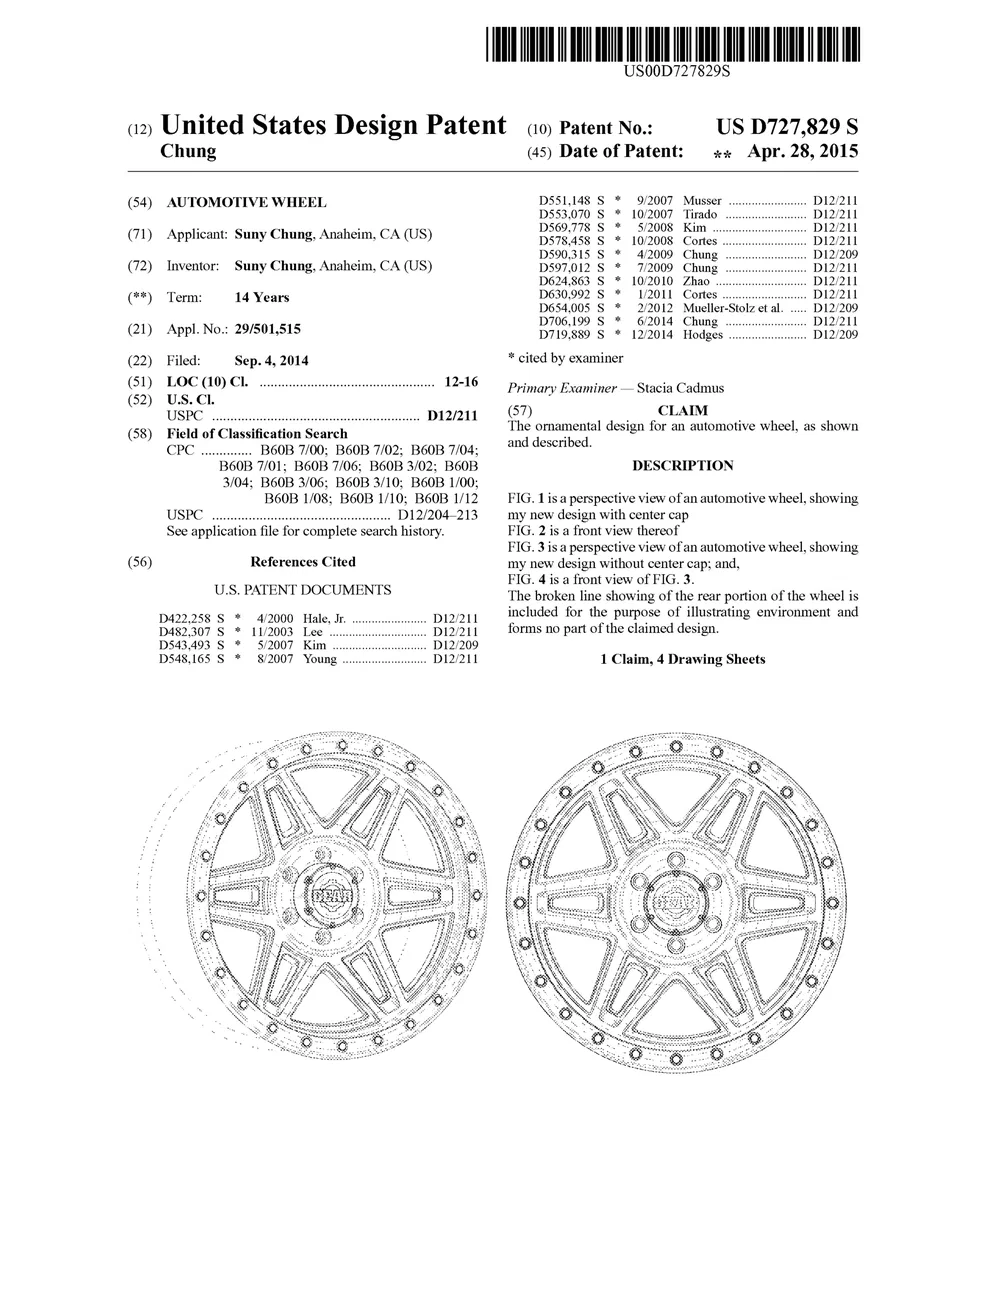 US00D727829S
(12) United States Design Patent
Chung
(10) Patent No.: US D727,829 S
(45) Date of Patent: ** Apr. 28, 2015
(54) AUTOMOTIVE WHEEL
(71) Applicant: Suny Chung, Anaheim, CA (US)
(72) Inventor: Suny Chung, Anaheim, CA (US)
(**) Term: 14 Years
(21) Appl. No.: 29/501,515
(22) Filed: Sep. 4, 2014
(51) LOC (10) Cl. ................................................ 12-16
(52) U.S. Cl.
USPC ........................................................ D12/211
(58) Field of Classification Search
CPC .............. B60B 7/00; B60B 7/02; B60B 7/04;
B60B 7/01; B60B 7/06; B60B 3/02; B60B
3/04; B60B 3/06; B60B 3/10; B60B 1/00;
B60B 1/08; B60B 1/10; B60B 1/12
USPC ................................................ D12/204–213
See application file for complete search history.
(56) References Cited
U.S. PATENT DOCUMENTS
D422,258 S * 4/2000 Hale, Jr. ....................... D12/211
D482,307 S * 11/2003 Lee .............................. D12/211
D543,493 S * 5/2007 Kim ............................. D12/209
D548,165 S * 8/2007 Young .......................... D12/211
D551,148 S * 9/2007 Musser ........................ D12/211
D553,070 S * 10/2007 Tirado ......................... D12/211
D569,778 S * 5/2008 Kim ............................. D12/211
D578,458 S * 10/2008 Cortes .......................... D12/211
D590,315 S * 4/2009 Chung ......................... D12/209
D597,012 S * 7/2009 Chung ......................... D12/211
D624,863 S * 10/2010 Zhao ............................ D12/211
D630,992 S * 1/2011 Cortes .......................... D12/211
D654,005 S * 2/2012 Mueller-Stolz et al. ..... D12/209
D706,199 S * 6/2014 Chung ......................... D12/211
D719,889 S * 12/2014 Hodges ........................ D12/209
* cited by examiner
Primary Examiner — Stacia Cadmus
(57) CLAIM
The ornamental design for an automotive wheel, as shown
and described.
DESCRIPTION
FIG. 1 is a perspective view of an automotive wheel, showing
my new design with center cap
FIG. 2 is a front view thereof
FIG. 3 is a perspective view of an automotive wheel, showing
my new design without center cap; and,
FIG. 4 is a front view of FIG. 3.
The broken line showing of the rear portion of the wheel is
included for the purpose of illustrating environment and
forms no part of the claimed design.
1 Claim, 4 Drawing Sheets